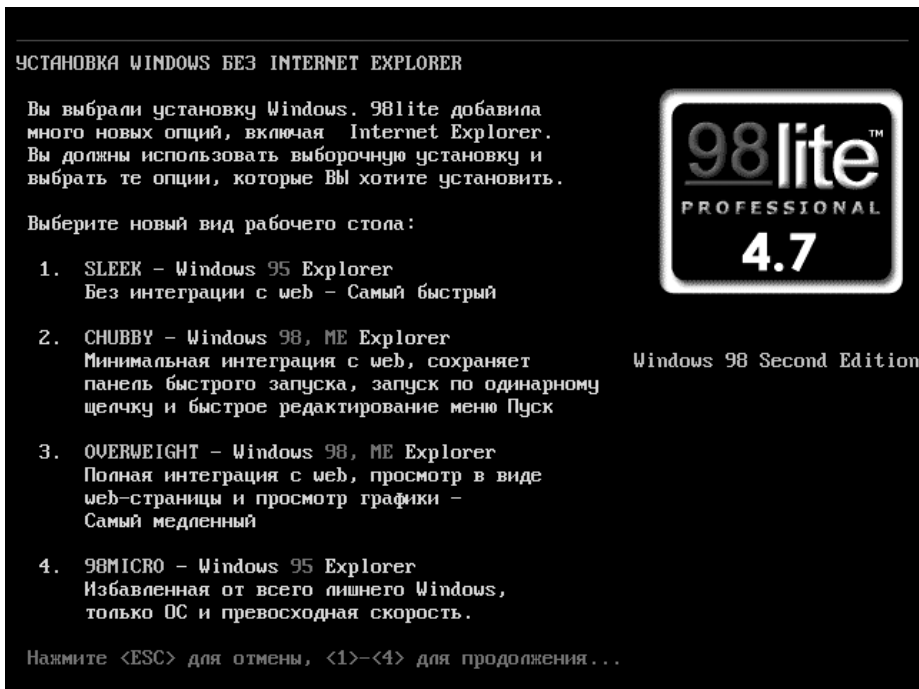 УСТАНОВКА WINDOWS БЕЗ INTERNET EXPLORER
Вы выбрали установку Windows. 98lite добавила
много новых опций, включая Internet Explorer.
Вы должны использовать выборочную установку и
выбрать те опции, которые ВЫ хотите установить.
Выберите новый вид рабочего стола:
1. SLEEK - Windows 95 Explorer
Без интеграции с web - Самый быстрый
2. CHUBBY - Windows 98, ME Explorer
Минимальная интеграция с web, сохраняет
панель быстрого запуска, запуск по одинарному
щелчку и быстрое редактирование меню Пуск
3. OVERWEIGHT - Windows 98, ME Explorer
Полная интеграция с web, просмотр в виде
web-страницы и просмотр графики -
Самый медленный
4. 98MICRO - Windows 95 Explorer
Избавленная от всего лишнего Windows,
только ОС и превосходная скорость.
Нажмите <ESC> для отмены, <1>-<4> для продолжения...
98lite™
PROFESSIONAL
4.7
Windows 98 Second Edition